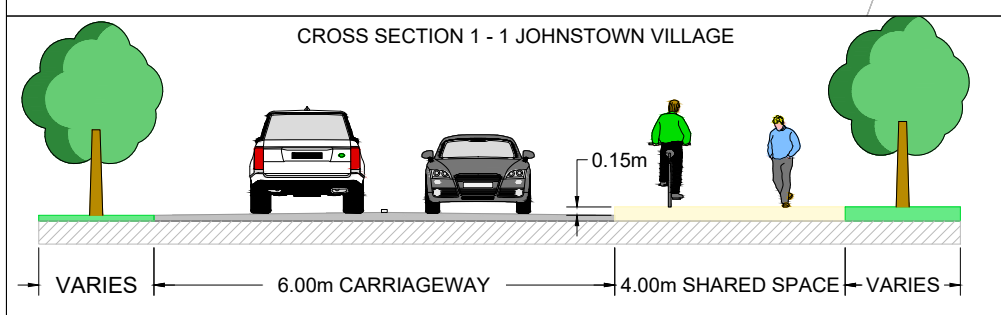 CROSS SECTION 1 - 1 JOHNSTOWN VILLAGE
0.15m
VARIES
6.00m CARRIAGEWAY
4.00m SHARED SPACE
VARIES